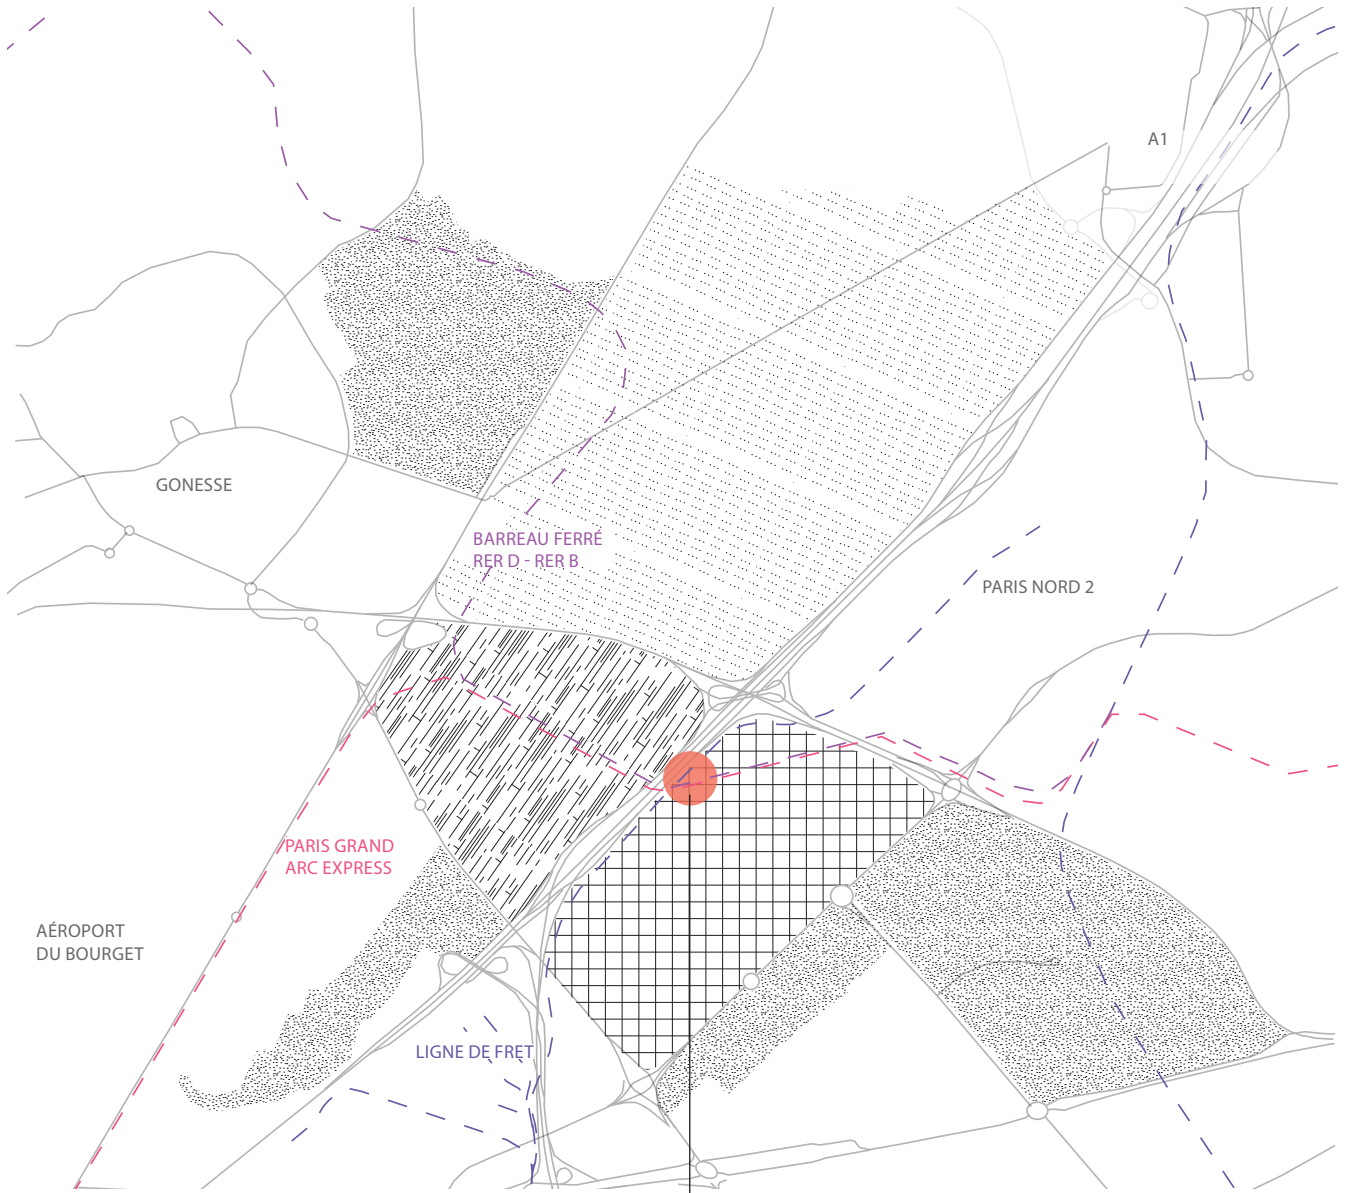 A1
GONESSE
BARREAU FERRÉ
RER D - RER B
PARIS NORD 2
PARIS GRAND
ARC EXPRESS
AÉROPORT
DU BOURGET
LIGNE DE FRET